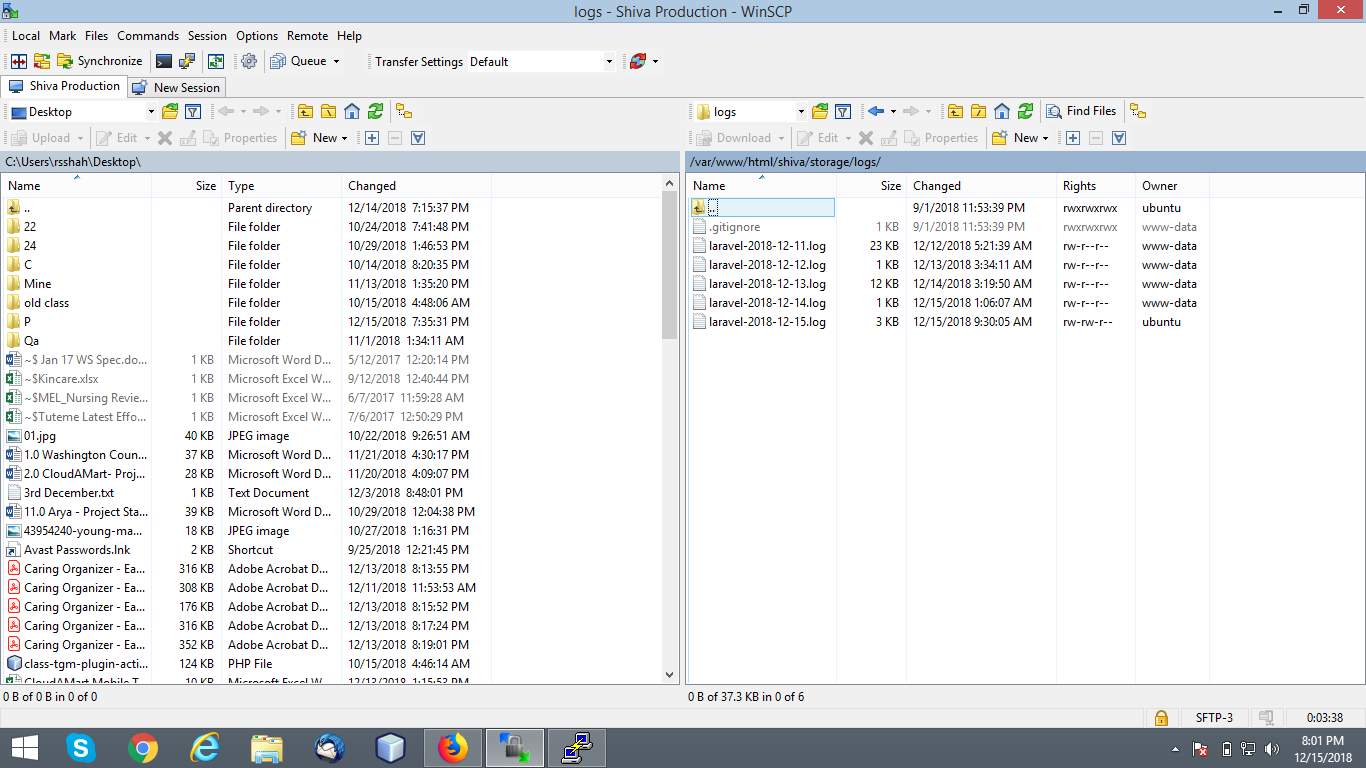 logs - Shiva Production - WinSCP
Local Mark Files Commands Session Options Remote Help
Synchronize Queue Transfer Settings Default
Shiva Production New Session
Desktop logs Find Files
Upload Edit Properties New Download Edit Properties New
C:\Users\rsshah\Desktop\ /var/www/html/shiva/storage/logs/
Name Size Type Changed
.. Parent directory 12/14/2018 7:15:37 PM
22 File folder 10/24/2018 7:41:48 PM
24 File folder 10/29/2018 1:46:53 PM
C File folder 10/14/2018 8:20:35 PM
Mine File folder 11/13/2018 1:35:20 PM
old class File folder 10/15/2018 4:48:06 AM
P File folder 12/15/2018 7:35:31 PM
Qa File folder 11/1/2018 1:34:11 AM
~$ Jan 17 WS Spec.do... 1 KB Microsoft Word D... 5/12/2017 12:20:14 PM
~$Kincare.xlsx 1 KB Microsoft Excel W... 9/12/2018 12:40:44 PM
~$MEL_Nursing Revie... 1 KB Microsoft Excel W... 6/7/2017 11:59:28 AM
~$Tuteme Latest Effo... 1 KB Microsoft Excel W... 7/6/2017 12:50:29 PM
01.jpg 40 KB JPEG image 10/22/2018 9:26:51 AM
1.0 Washington Coun... 37 KB Microsoft Word D... 11/21/2018 4:30:17 PM
2.0 CloudAMart- Proj... 28 KB Microsoft Word D... 11/20/2018 4:09:07 PM
3rd December.txt 1 KB Text Document 12/3/2018 8:48:01 PM
11.0 Arya - Project Sta... 39 KB Microsoft Word D... 10/29/2018 12:04:38 PM
43954240-young-ma... 18 KB JPEG image 10/27/2018 1:16:31 PM
Avast Passwords.lnk 2 KB Shortcut 9/25/2018 12:21:45 PM
Caring Organizer - Ea... 316 KB Adobe Acrobat D... 12/13/2018 8:13:55 PM
Caring Organizer - Ea... 308 KB Adobe Acrobat D... 12/11/2018 11:53:53 AM
Caring Organizer - Ea... 176 KB Adobe Acrobat D... 12/13/2018 8:15:52 PM
Caring Organizer - Ea... 316 KB Adobe Acrobat D... 12/13/2018 8:17:24 PM
Caring Organizer - Ea... 352 KB Adobe Acrobat D... 12/13/2018 8:19:01 PM
class-tgm-plugin-acti... 124 KB PHP File 10/15/2018 4:46:14 AM
CloudAMart Mobile T... 10 KB Microsoft Excel W... 12/13/2018 1:15:53 PM
Name Size Changed Rights Owner
.. 9/1/2018 11:53:39 PM rwxrwxrwx ubuntu
.gitignore 1 KB 9/1/2018 11:53:39 PM rwxrwxrwx www-data
laravel-2018-12-11.log 23 KB 12/12/2018 5:21:39 AM rw-r--r-- www-data
laravel-2018-12-12.log 1 KB 12/13/2018 3:34:11 AM rw-r--r-- www-data
laravel-2018-12-13.log 12 KB 12/14/2018 3:19:50 AM rw-r--r-- www-data
laravel-2018-12-14.log 1 KB 12/15/2018 1:06:07 AM rw-r--r-- www-data
laravel-2018-12-15.log 3 KB 12/15/2018 9:30:05 AM rw-rw-r-- ubuntu
0 B of 0 B in 0 of 0 0 B of 37.3 KB in 0 of 6
SFTP-3 0:03:38
8:01 PM
12/15/2018